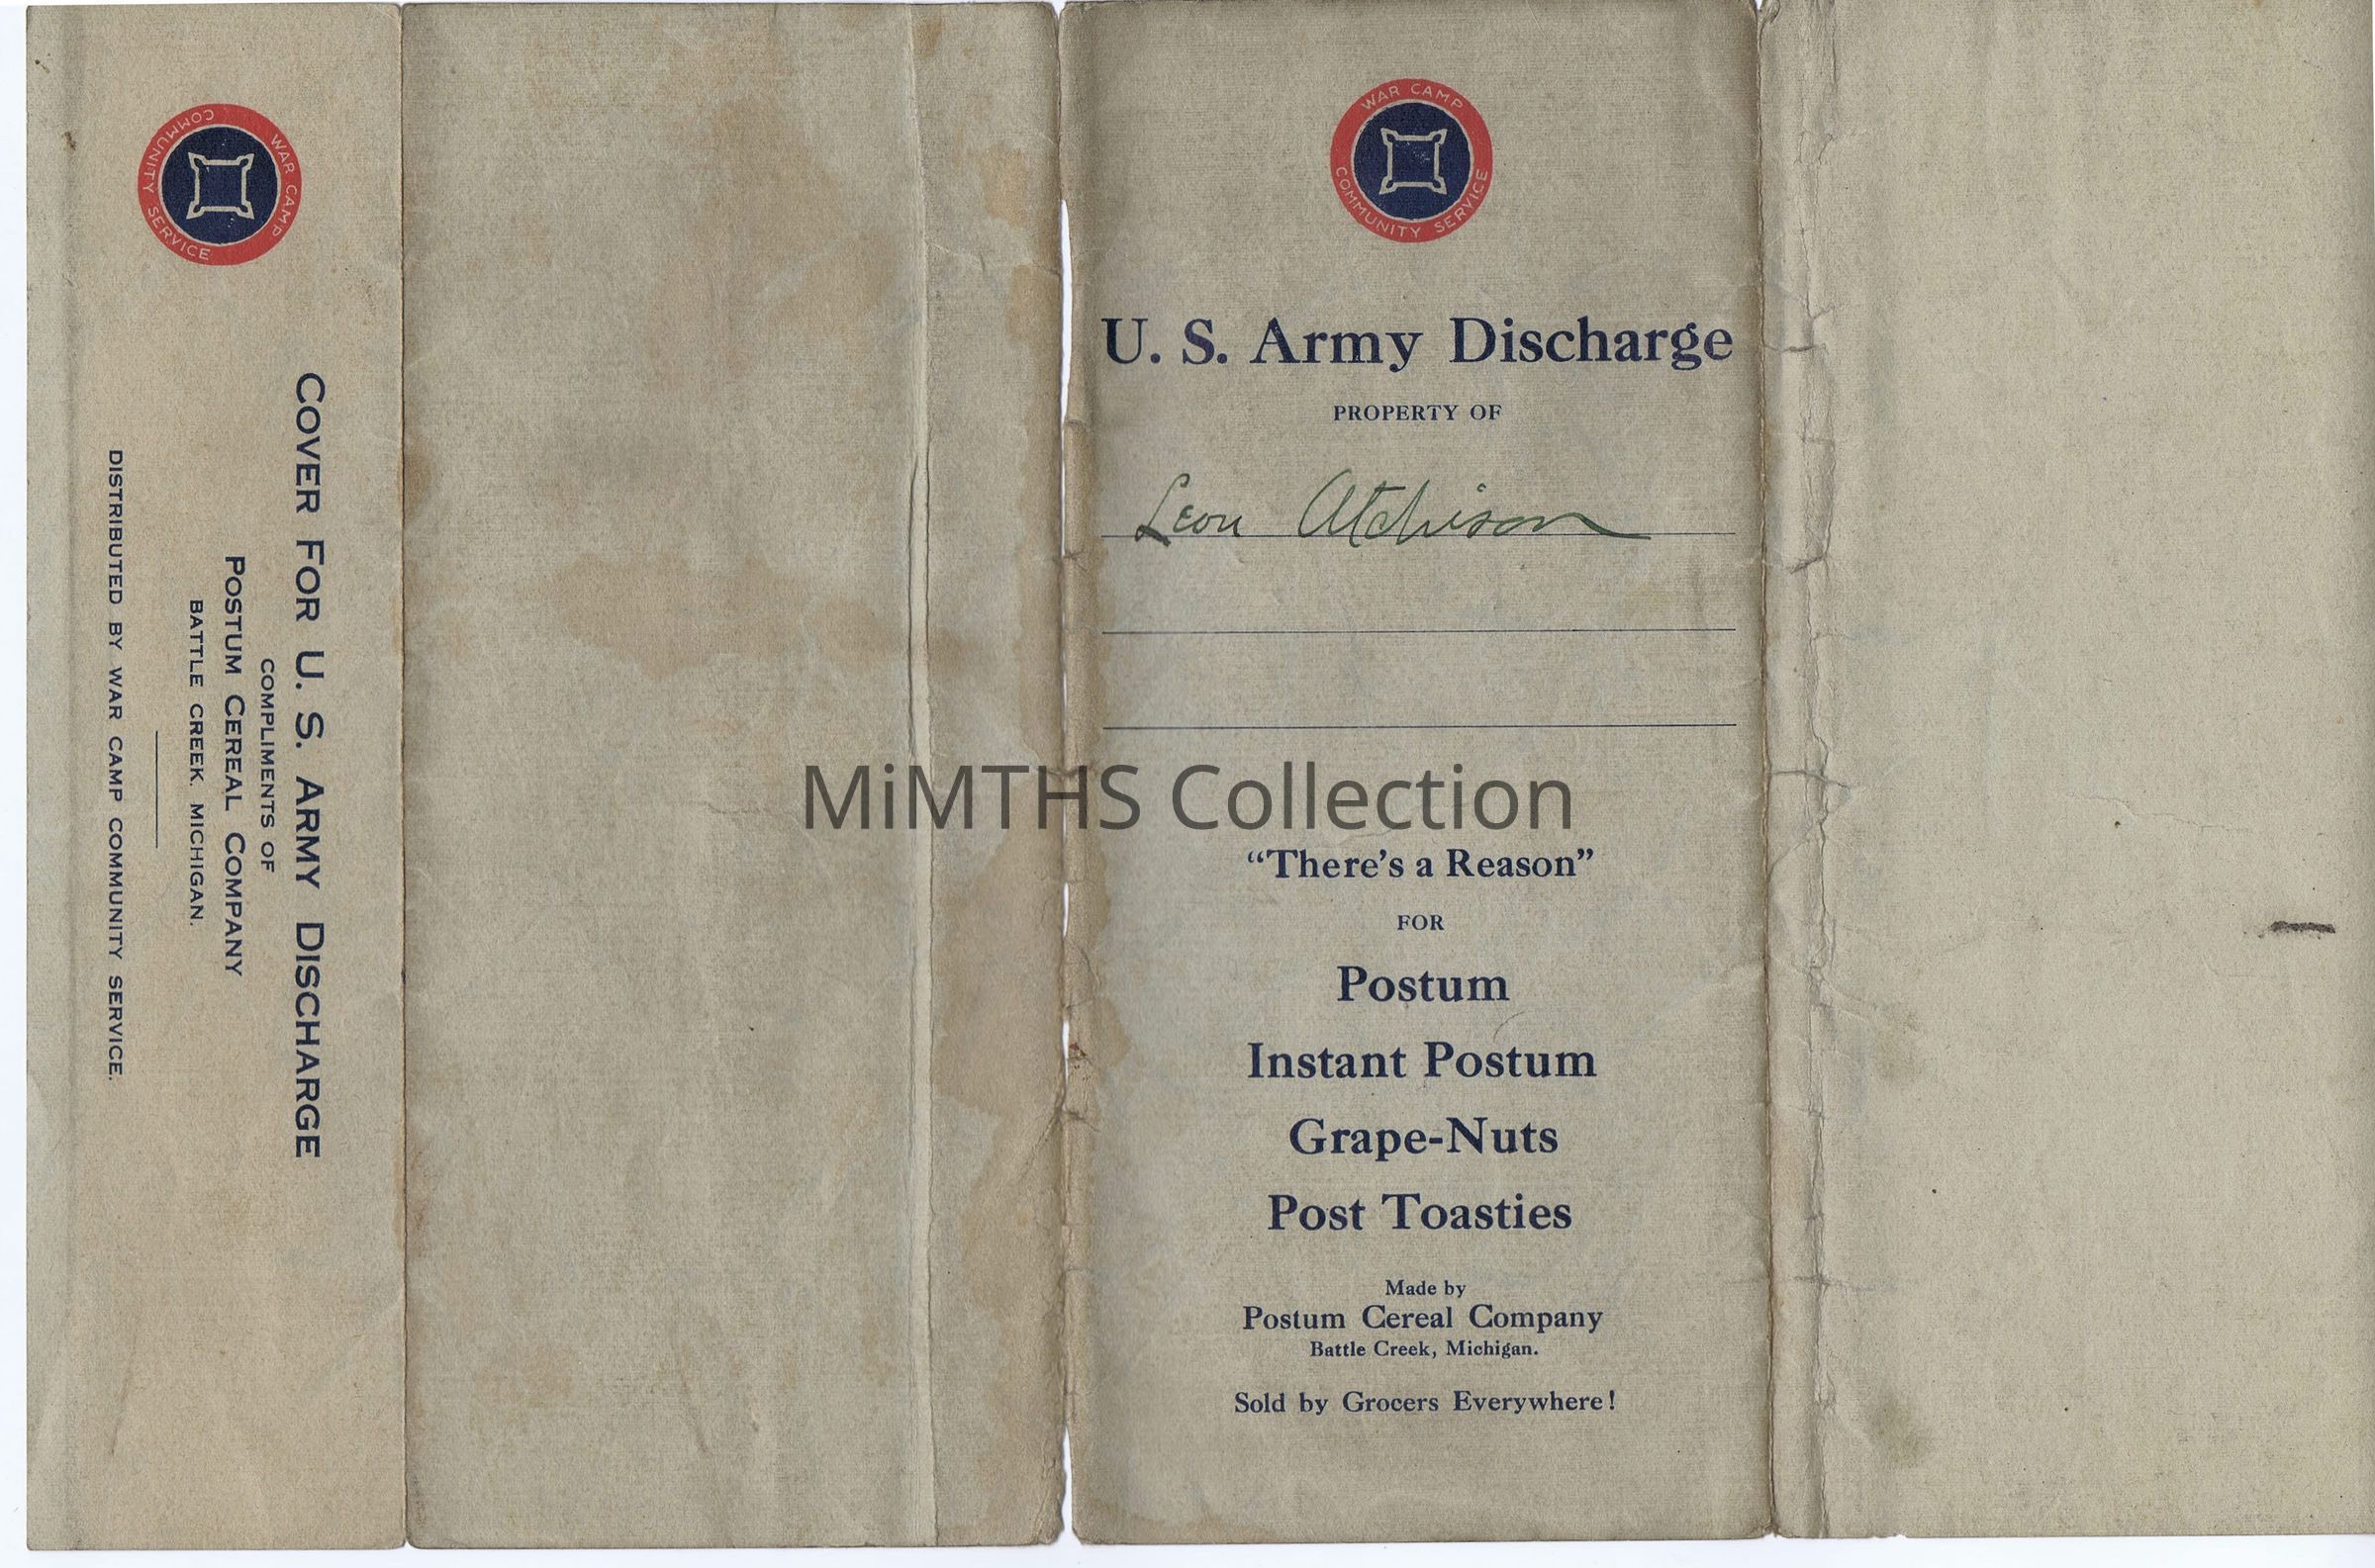 WAR CAMP
COMMUNITY SERVICE
COVER FOR U. S. ARMY DISCHARGE
COMPLIMENTS OF
POSTUM CEREAL COMPANY
BATTLE CREEK. MICHIGAN.
DISTRIBUTED BY WAR CAMP COMMUNITY SERVICE.
WAR CAMP
COMMUNITY SERVICE
U. S. Army Discharge
PROPERTY OF
Leon Atchison
MiMTHS Collection
“There’s a Reason”
FOR
Postum
Instant Postum
Grape-Nuts
Post Toasties
Made by
Postum Cereal Company
Battle Creek, Michigan.
Sold by Grocers Everywhere!